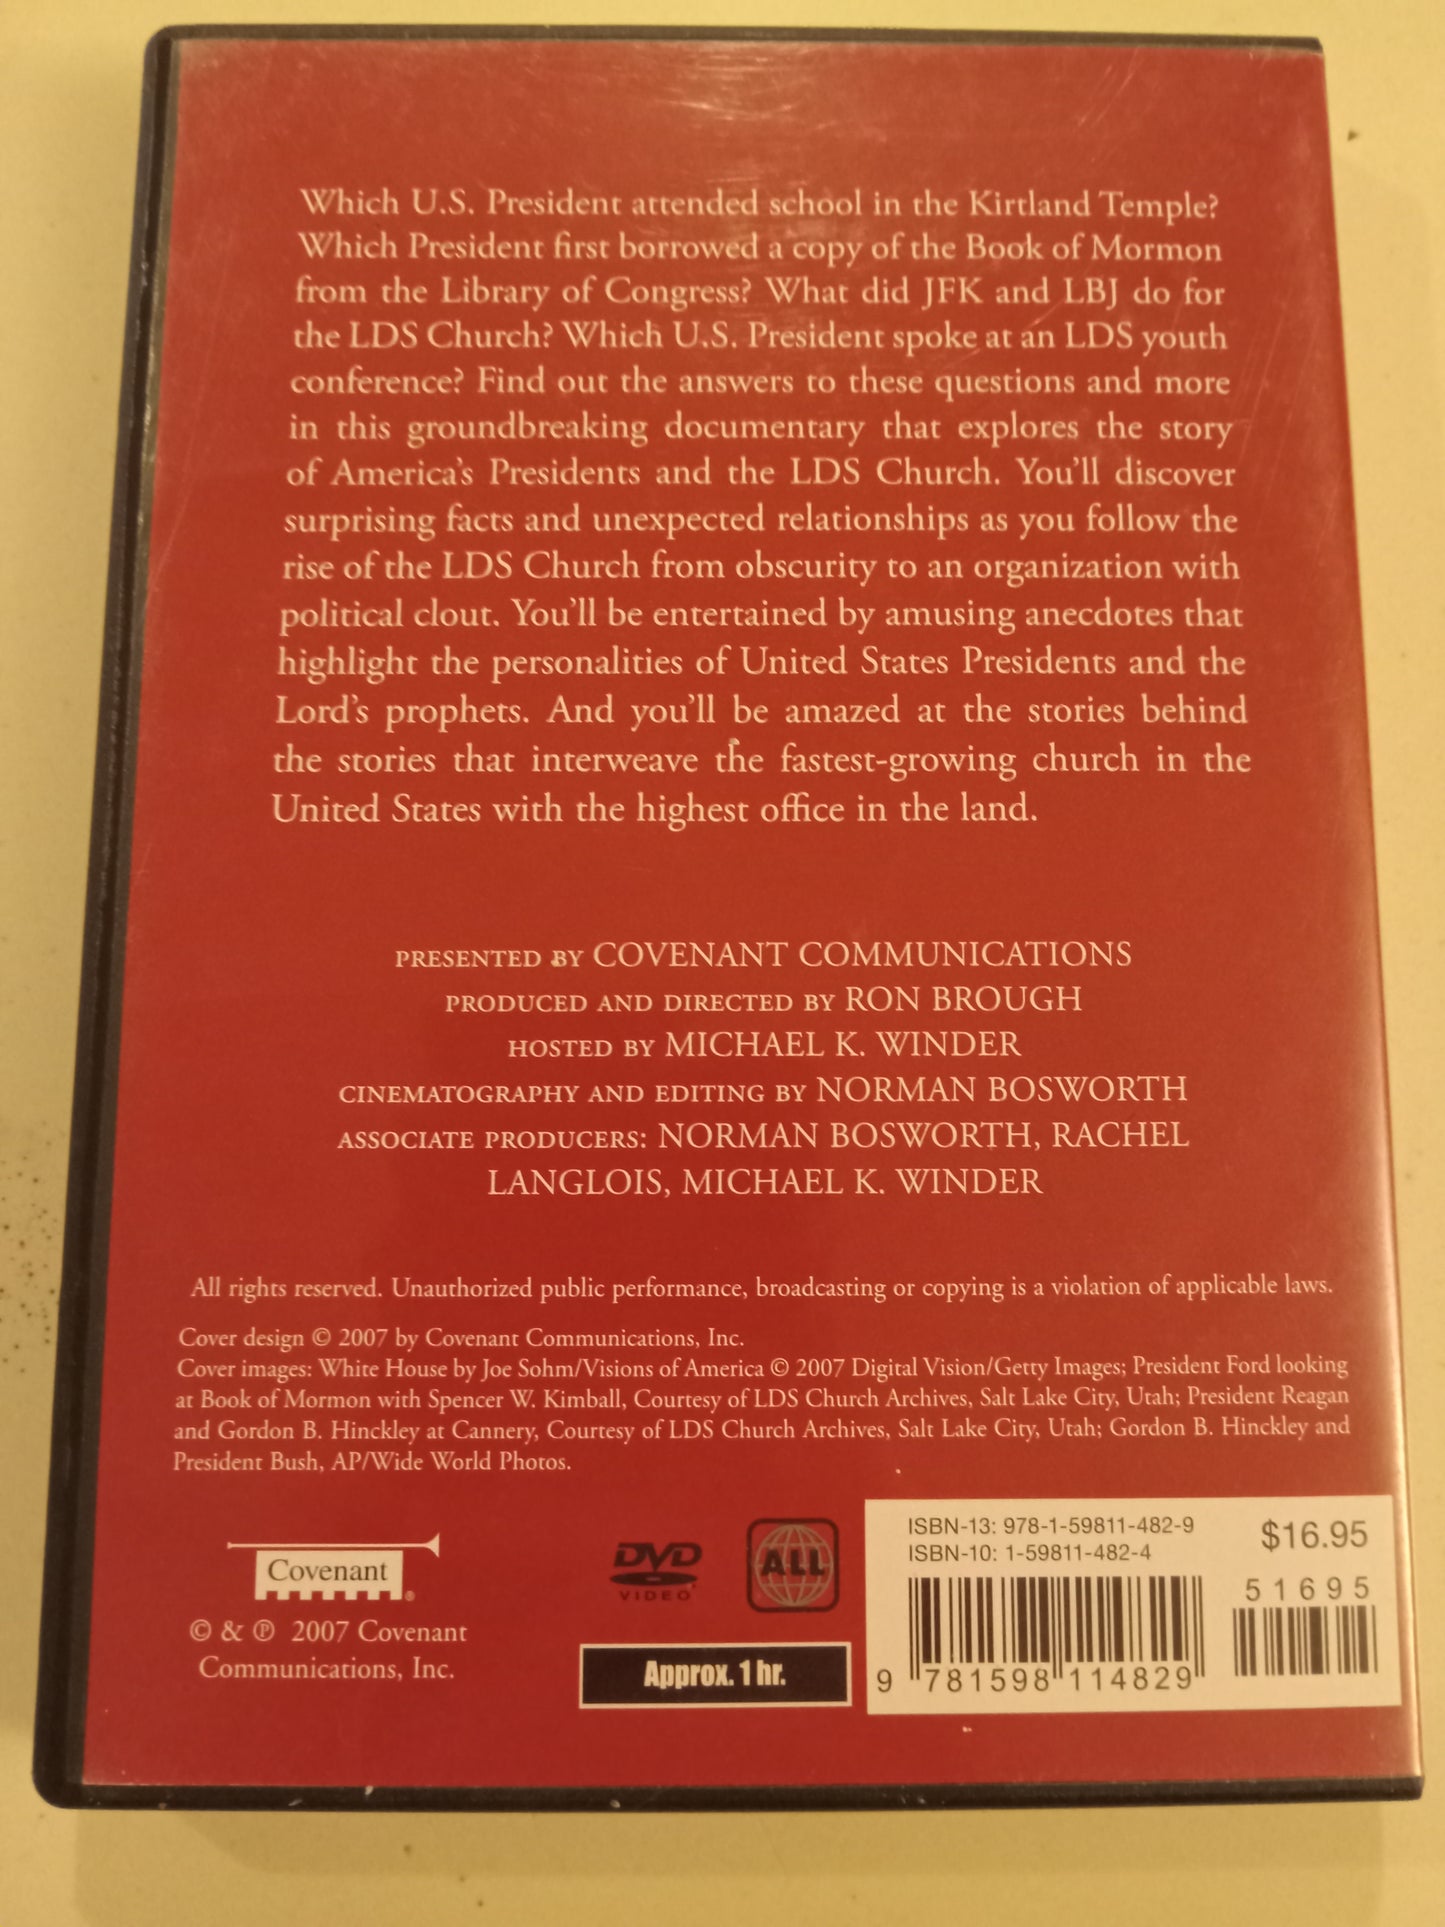 Which U.S. President attended school in the Kirtland Temple?
Which President first borrowed a copy of the Book of Mormon
from the Library of Congress? What did JFK and LBJ do for
the LDS Church? Which U.S. President spoke at an LDS youth
conference? Find out the answers to these questions and more
in this groundbreaking documentary that explores the story
of America's Presidents and the LDS Church. You'll discover
surprising facts and unexpected relationships as you follow the
rise of the LDS Church from obscurity to an organization with
political clout. You'll be entertained by amusing anecdotes that
highlight the personalities of United States Presidents and the
Lord's prophets. And you'll be amazed at the stories behind
the stories that interweave the fastest-growing church in the
United States with the highest office in the land.
PRESENTED BY COVENANT COMMUNICATIONS
PRODUCED AND DIRECTED BY RON BROUGH
HOSTED BY MICHAEL K. WINDER
CINEMATOGRAPHY AND EDITING BY NORMAN BOSWORTH
ASSOCIATE PRODUCERS: NORMAN BOSWORTH, RACHEL
LANGLOIS, MICHAEL K. WINDER
All rights reserved. Unauthorized public performance, broadcasting or copying is a violation of applicable laws.
Cover design © 2007 by Covenant Communications, Inc.
Cover images: White House by Joe Sohm/Visions of America © 2007 Digital Vision/Getty Images; President Ford looking
at Book of Mormon with Spencer W. Kimball, Courtesy of LDS Church Archives, Salt Lake City, Utah; President Reagan
and Gordon B. Hinckley at Cannery, Courtesy of LDS Church Archives, Salt Lake City, Utah; Gordon B. Hinckley and
President Bush, AP/Wide World Photos.
Covenant®
© & ℗ 2007 Covenant
Communications, Inc.
DVD
VIDEO
ALL
Approx. 1 hr.
ISBN-13: 978-1-59811-482-9
ISBN-10: 1-59811-482-4
$16.95
51695
9 781598 114829